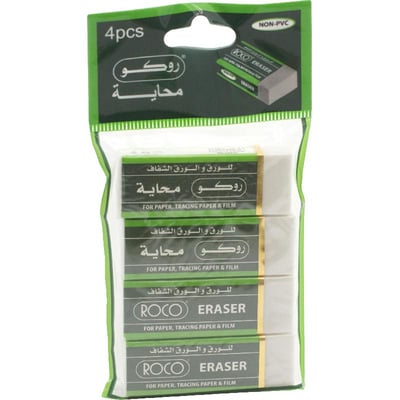 4pcs
روكو
محاية
NON-PVC
ROCO ERASER
للورق و الورق الشفاف
روكو محاية
FOR PAPER, TRACING PAPER & FILM
للورق و الورق الشفاف
روكو محاية
FOR PAPER, TRACING PAPER & FILM
للورق و الورق الشفاف
ROCO ERASER
FOR PAPER, TRACING PAPER & FILM
للورق و الورق الشفاف
ROCO ERASER
FOR PAPER, TRACING PAPER & FILM